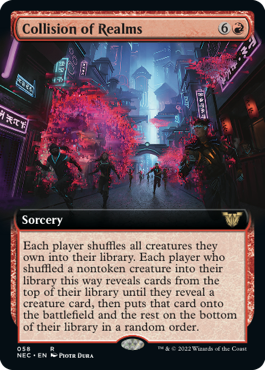 Collision of Realms 6
Sorcery
Each player shuffles all creatures they
own into their library. Each player who
shuffled a nontoken creature into their
library this way reveals cards from the
top of their library until they reveal a
creature card, then puts that card onto
the battlefield and the rest on the bottom
of their library in a random order.
058 R
NEC • EN Piotr Dura
™ & © 2022 Wizards of the Coast